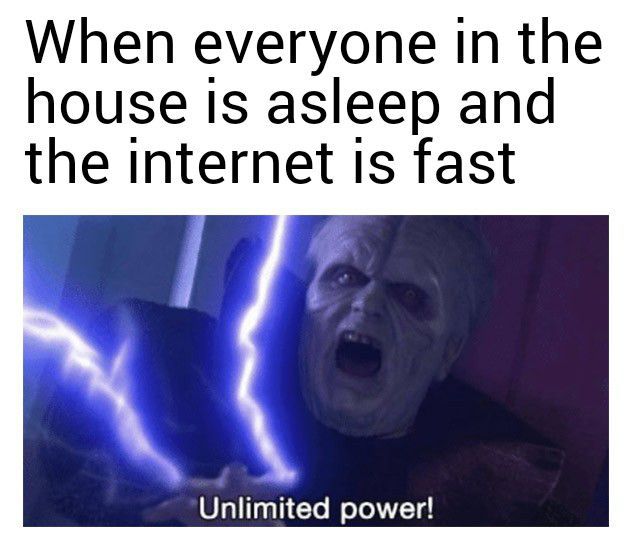 When everyone in the
house is asleep and
the internet is fast
Unlimited power!